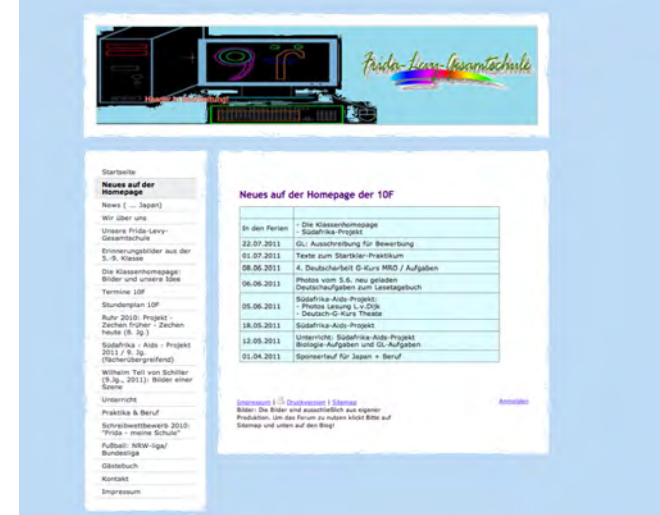 9F
Header in Bearbeitung!
Frida-Levy-Gesamtschule
Startseite
Neues auf der
Homepage
News ( ... Japan)
Wir über uns
Unsere Frida-Levy-
Gesamtschule
Erinnerungsbilder aus der
5.-9. Klasse
Die Klassenhomepage:
Bilder und unsere Idee
Termine 10F
Stundenplan 10F
Ruhr 2010: Projekt -
Zechen früher - Zechen
heute (8. Jg.)
Südafrika - Aids - Projekt
2011 / 9. Jg.
(fächerübergreifend)
Wilhelm Tell von Schiller
(9.Jg., 2011): Bilder einer
Szene
Unterricht
Praktika & Beruf
Schreibwettbewerb 2010:
"Frida - meine Schule"
Fußball: NRW-liga/
Bundesliga
Gästebuch
Kontakt
Impressum
Neues auf der Homepage der 10F
In den Ferien
- Die Klassenhomepage
- Südafrika-Projekt
22.07.2011 GL: Ausschreibung für Bewerbung
01.07.2011 Texte zum Startklar-Praktikum
08.06.2011 4. Deutscharbeit G-Kurs MRO / Aufgaben
06.06.2011
Photos vom 5.6. neu geladen
Deutschaufgaben zum Lesetagebuch
05.06.2011
Südafrika-Aids-Projekt:
- Photos Lesung L.v.Dijk
- Deutsch-G-Kurs Theate
18.05.2011 Südafrika-Aids-Projekt
12.05.2011
Unterricht: Südafrika-Aids-Projekt
Biologie-Aufgaben und GL-Aufgaben
01.04.2011 Sponserlauf für Japan + Beruf
Impressum | Druckversion | Sitemap
Anmelden
Bilder: Die Bilder sind ausschließlich aus eigener
Produktion. Um das Forum zu nutzen klickt Bitte auf
Sitemap und unten auf den Blog!